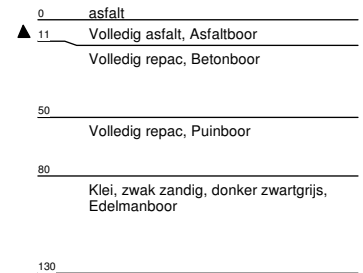 0 asfalt
11 Volledig asfalt, Asfaltboor
Volledig repac, Betonboor
50
Volledig repac, Puinboor
80
Klei, zwak zandig, donker zwartgrijs,
Edelmanboor
130